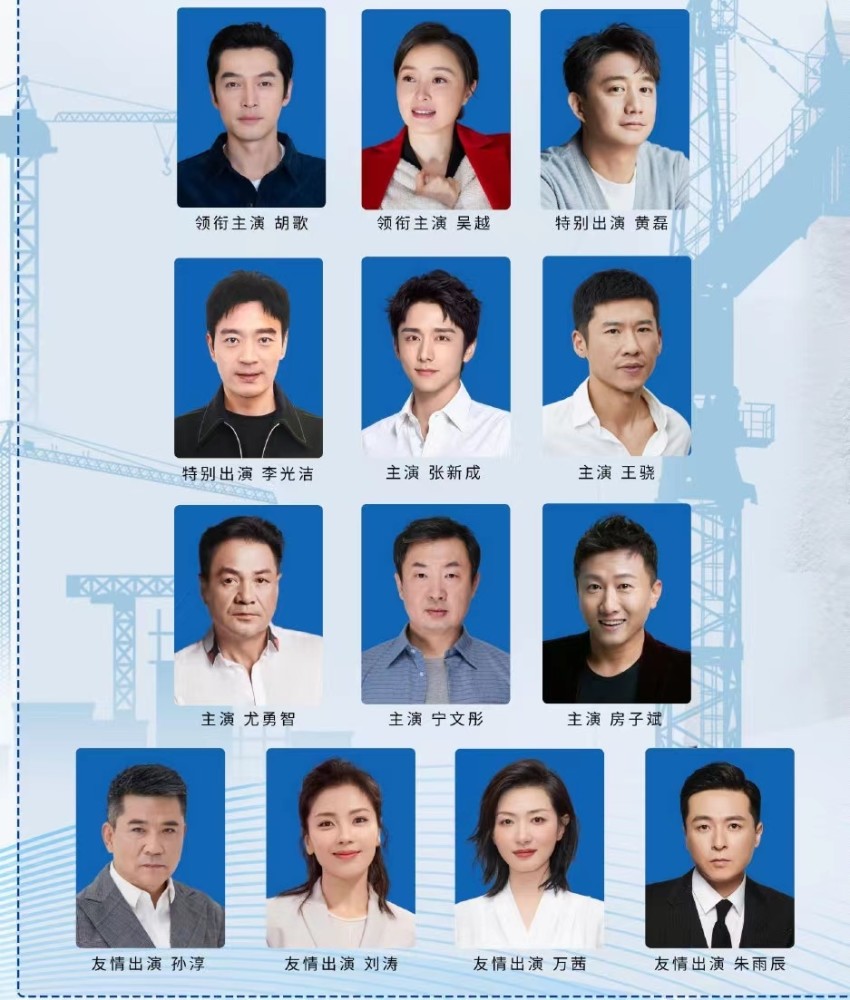 领衔主演 胡歌
领衔主演 吴越
特别出演 黄磊
特别出演 李光洁
主演 张新成
主演 王骁
主演 尤勇智
主演 宁文彤
主演 房子斌
友情出演 孙淳
友情出演 刘涛
友情出演 万茜
友情出演 朱雨辰